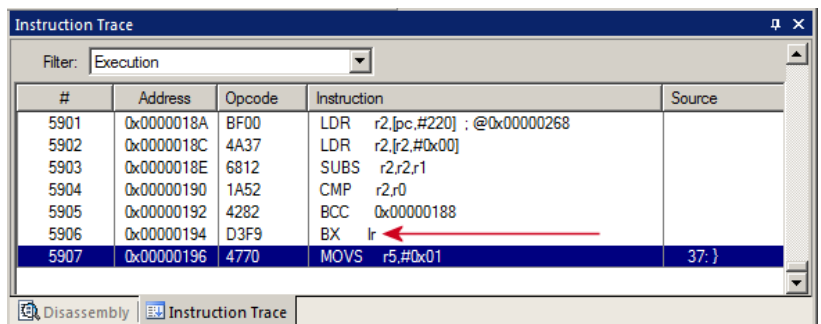 Instruction Trace
Filter: Execution
# Address Opcode Instruction Source
5901 0x0000018A BF00 LDR r2,[pc,#220] ; @0x00000268
5902 0x0000018C 4A37 LDR r2,[r2,#0x00]
5903 0x0000018E 6812 SUBS r2,r2,r1
5904 0x00000190 1A52 CMP r2,r0
5905 0x00000192 4282 BCC 0x00000188
5906 0x00000194 D3F9 BX lr
5907 0x00000196 4770 MOVS r5,#0x01 37: }
Disassembly Instruction Trace